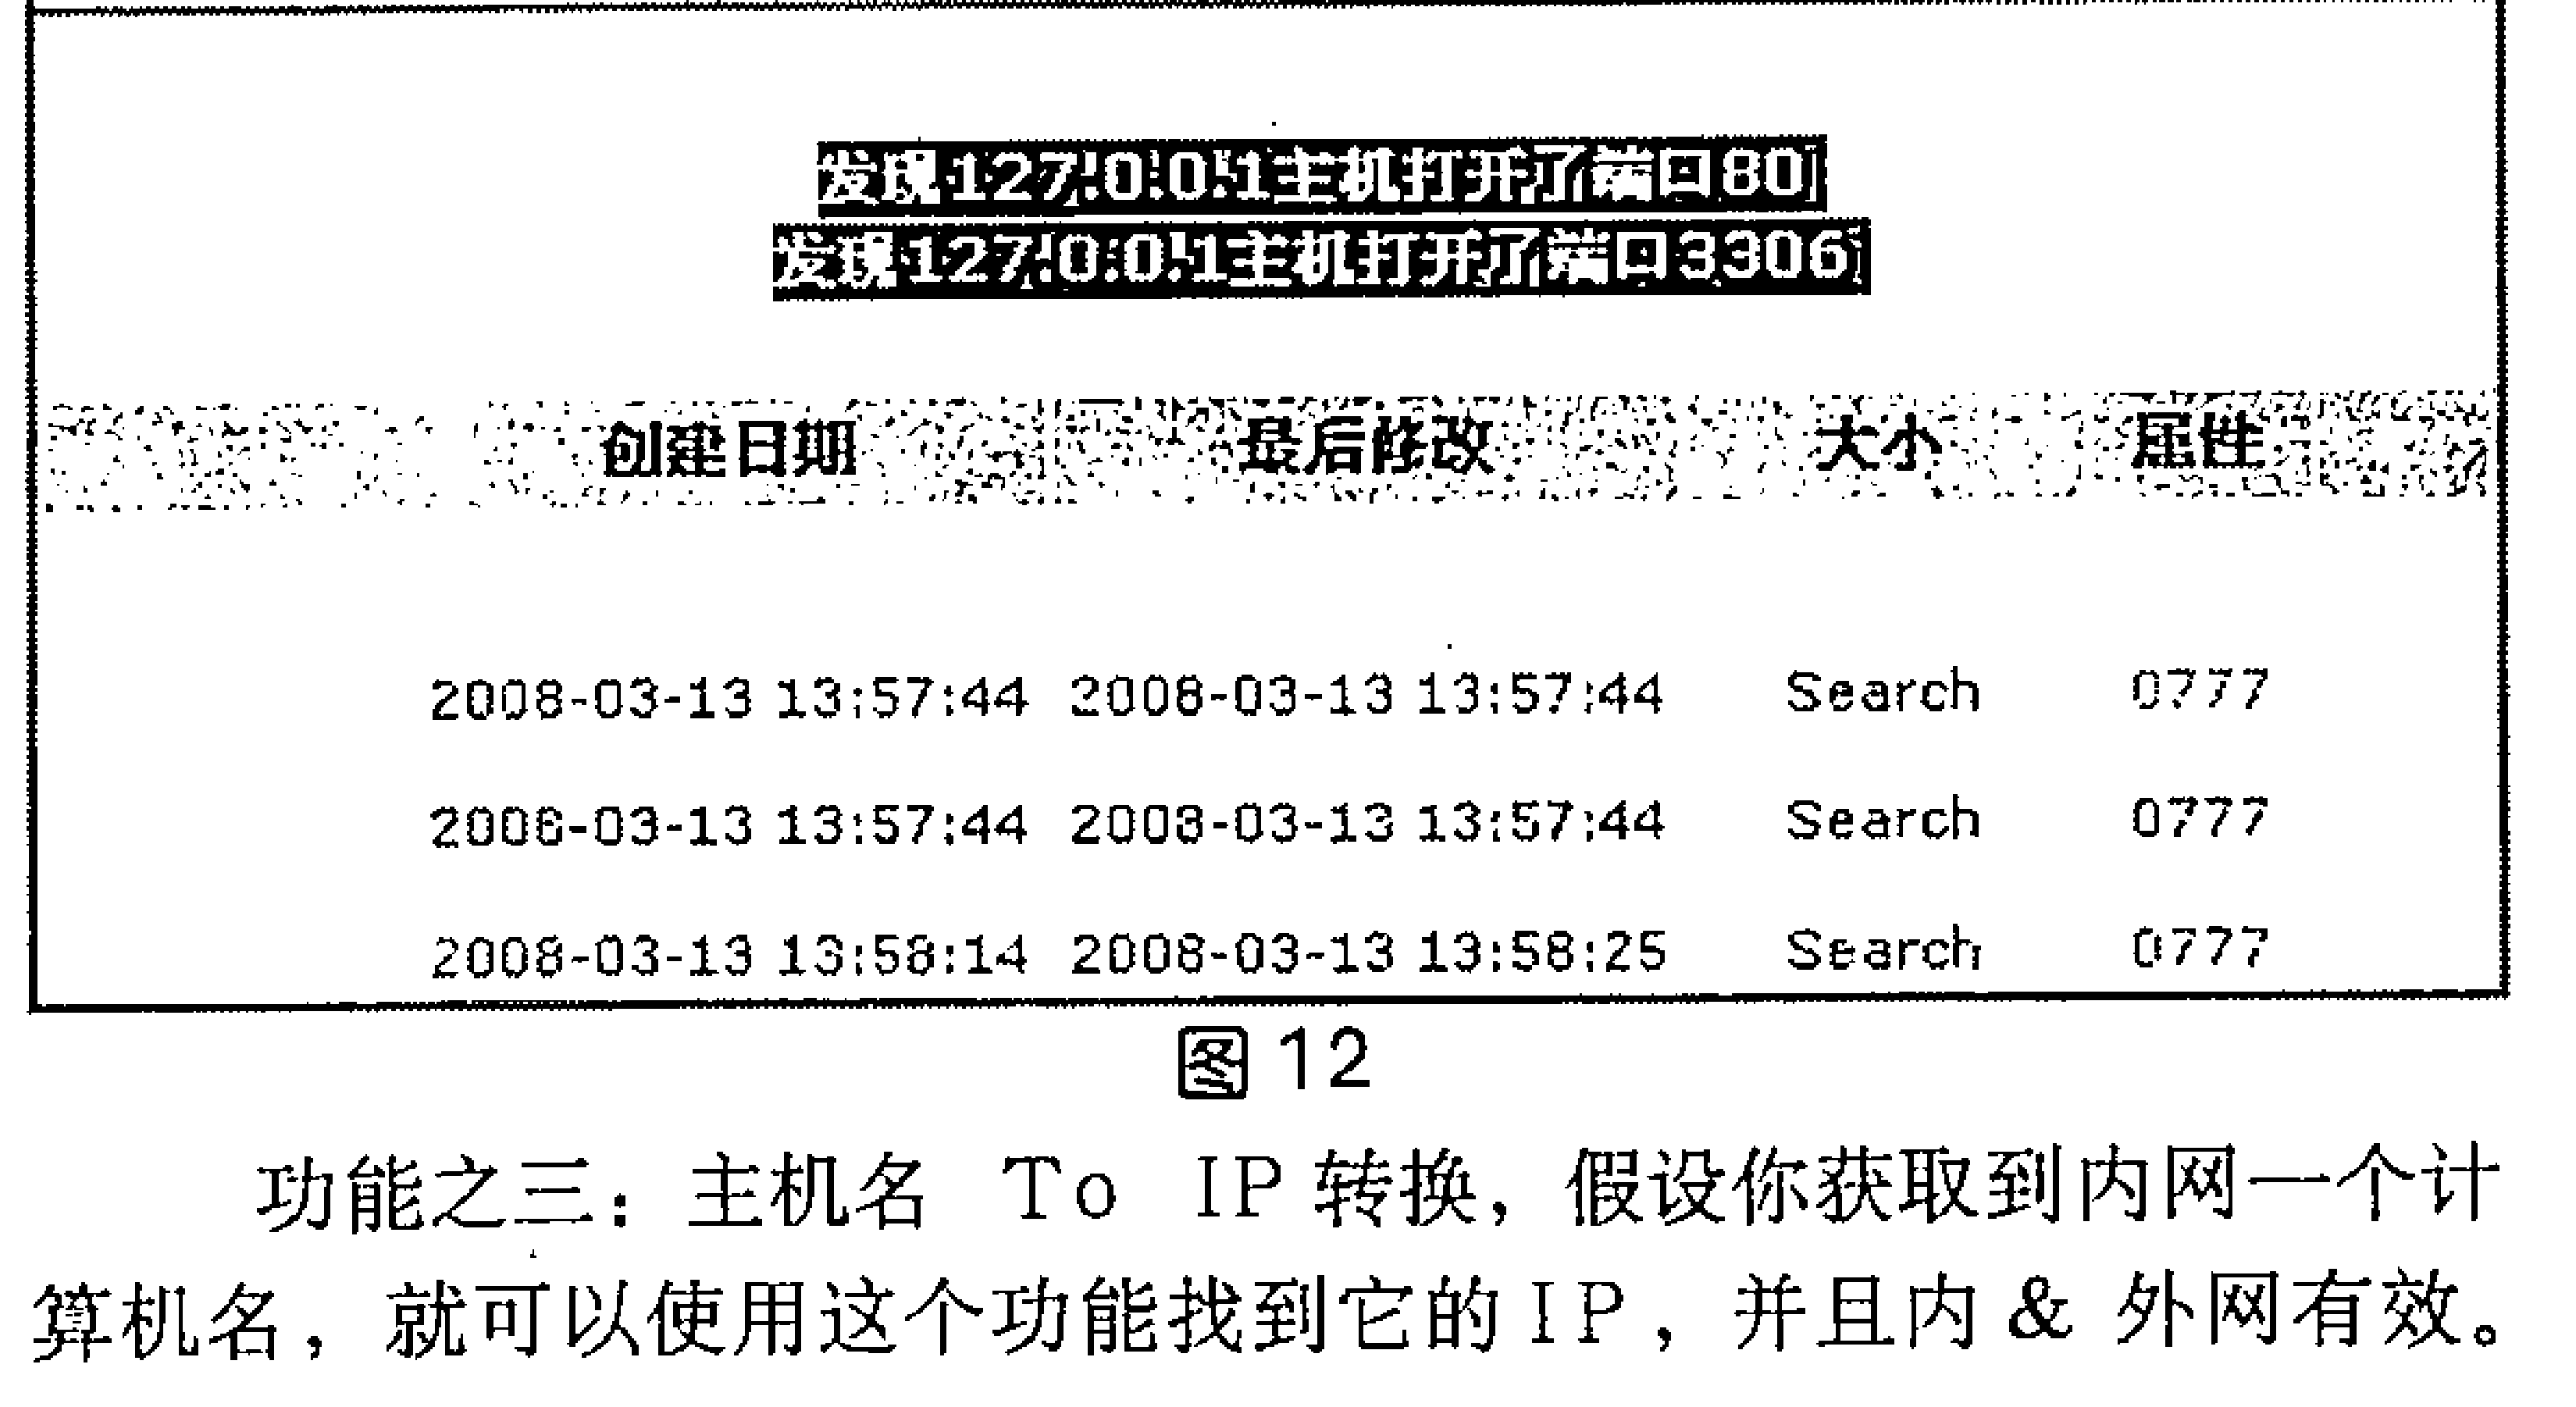 发现127.0.0.1主机打开了端口80
发现127.0.0.1主机打开了端口3306
创建日期 最后修改 大小 属性
2008-03-13 13:57:44 2008-03-13 13:57:44 Search 0777
2008-03-13 13:57:44 2008-03-13 13:57:44 Search 0777
2008-03-13 13:58:14 2008-03-13 13:58:25 Search 0777
图12
功能之三：主机名 To IP转换，假设你获取到内网一个计
算机名，就可以使用这个功能找到它的IP，并且内& 外网有效。